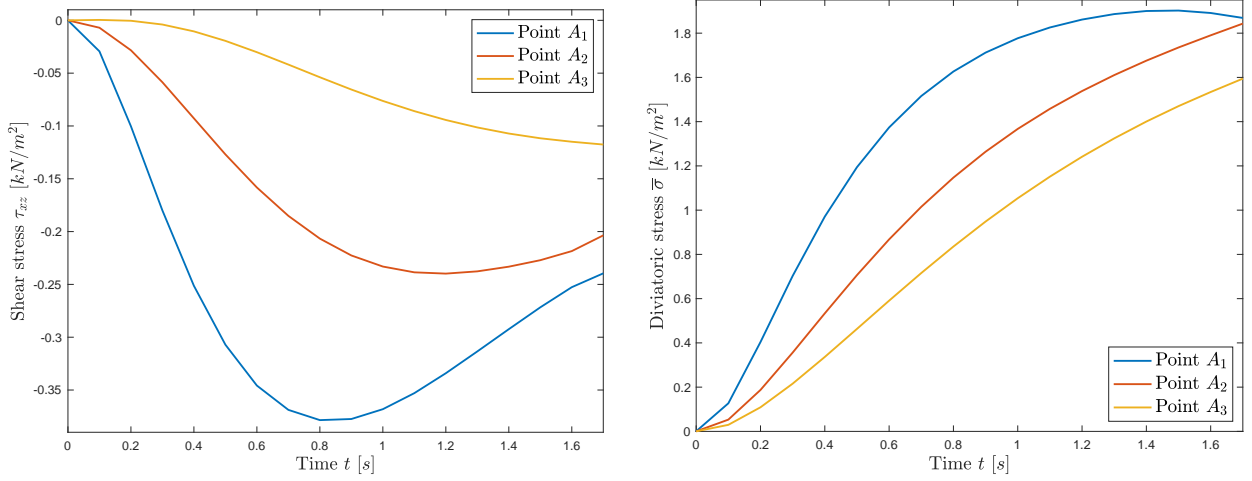 0
-0.05
-0.1
-0.15
-0.2
-0.25
-0.3
-0.35
Shear stress τ_xz [kN/m²]
Point A₁
Point A₂
Point A₃
0 0.2 0.4 0.6 0.8 1 1.2 1.4 1.6
Time t [s]
1.8
1.6
1.4
1.2
1
0.8
0.6
0.4
0.2
0
Diviatoric stress σ̅ [kN/m²]
Point A₁
Point A₂
Point A₃
0 0.2 0.4 0.6 0.8 1 1.2 1.4 1.6
Time t [s]